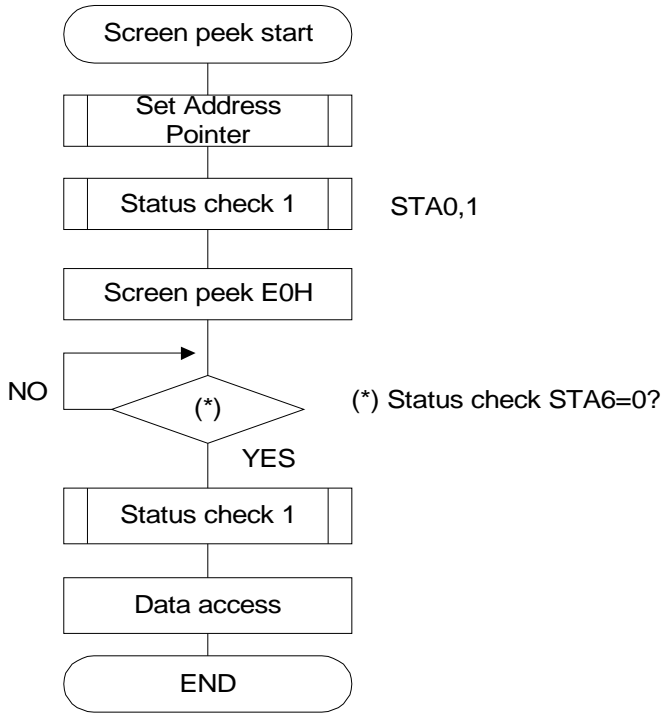 Screen peek start
Set Address
Pointer
Status check 1
STA0,1
Screen peek E0H
NO
(*)
(*) Status check STA6=0?
YES
Status check 1
Data access
END